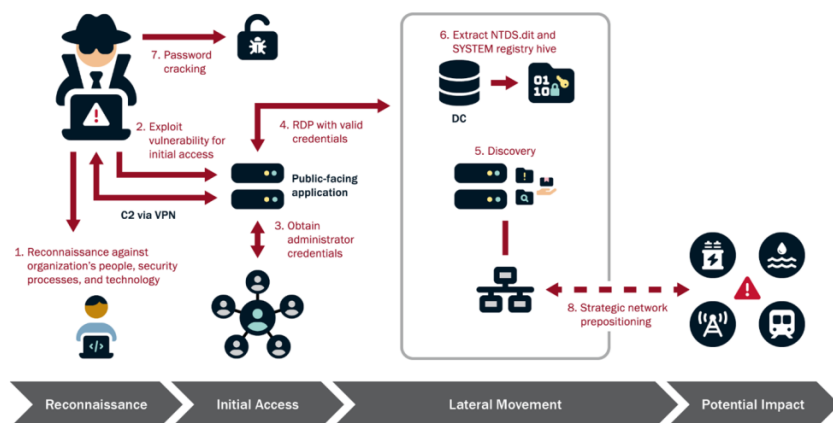 7. Password
cracking
6. Extract NTDS.dit and
SYSTEM registry hive
01
10
DC
2. Exploit
vulnerability for
initial access
4. RDP with valid
credentials
5. Discovery
Public-facing
application
C2 via VPN
3. Obtain
administrator
credentials
1. Reconnaissance against
organization's people, security
processes, and technology
</>
8. Strategic network
prepositioning
Reconnaissance
Initial Access
Lateral Movement
Potential Impact